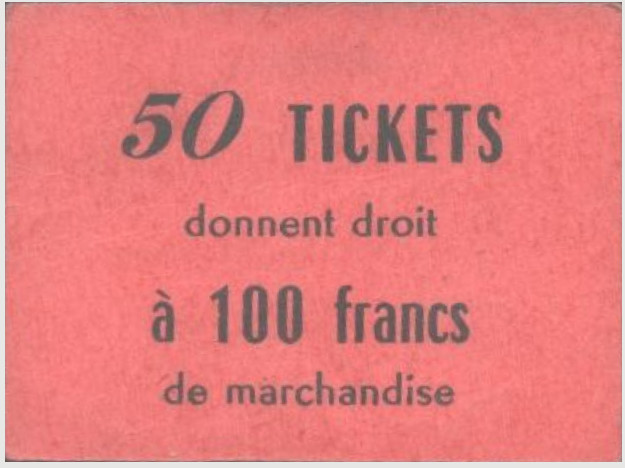 50 TICKETS
donnent droit
à 100 francs
de marchandise